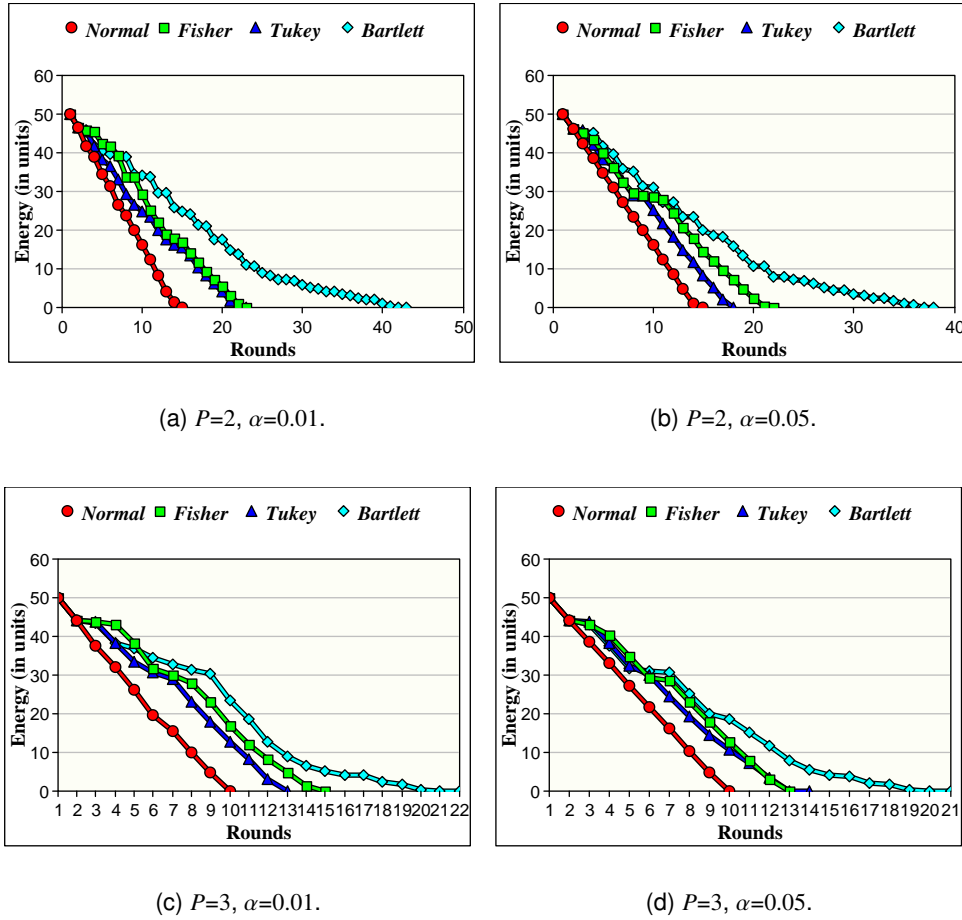 Normal Fisher Tukey Bartlett
60
50
40
30
20
10
0
Energy (in units)
0 10 20 30 40 50
Rounds
(a) P=2, α=0.01.
Normal Fisher Tukey Bartlett
60
50
40
30
20
10
0
Energy (in units)
0 10 20 30 40
Rounds
(b) P=2, α=0.05.
Normal Fisher Tukey Bartlett
60
50
40
30
20
10
0
Energy (in units)
1 2 3 4 5 6 7 8 9 10 11 12 13 14 15 16 17 18 19 20 21 22
Rounds
(c) P=3, α=0.01.
Normal Fisher Tukey Bartlett
60
50
40
30
20
10
0
Energy (in units)
1 2 3 4 5 6 7 8 9 10 11 12 13 14 15 16 17 18 19 20 21
Rounds
(d) P=3, α=0.05.